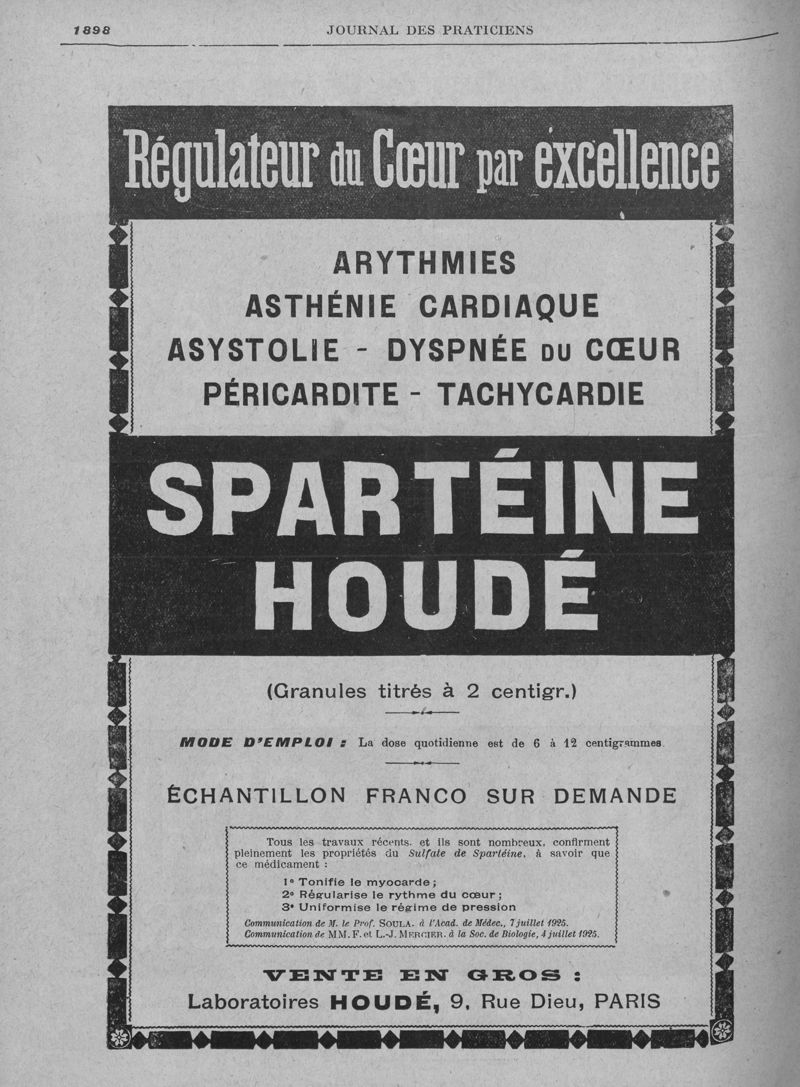 1898
JOURNAL DES PRATICIENS
Régulateur du Cœur par excellence
ARYTHMIES
ASTHÉNIE CARDIAQUE
ASYSTOLIE - DYSPNÉE DU CŒUR
PÉRICARDITE - TACHYCARDIE
SPARTÉINE
HOUDÉ
(Granules titrés à 2 centigr.)
MODE D'EMPLOI : La dose quotidienne est de 6 à 12 centigrammes
ÉCHANTILLON FRANCO SUR DEMANDE
Tous les travaux récents. et ils sont nombreux, confirment
pleinement les propriétés du Sulfate de Spartéine, à savoir que
ce médicament :
1º Tonifie le myocarde ;
2º Régularise le rythme du cœur ;
3º Uniformise le régime de pression
Communication de M. le Prof. SOULA. à l'Acad. de Médec., 7 juillet 1925.
Communication de MM. F. et L.-J. MERCIER. à la Soc. de Biologie, 4 juillet 1925.
VENTE EN GROS :
Laboratoires HOUDÉ, 9, Rue Dieu, PARIS